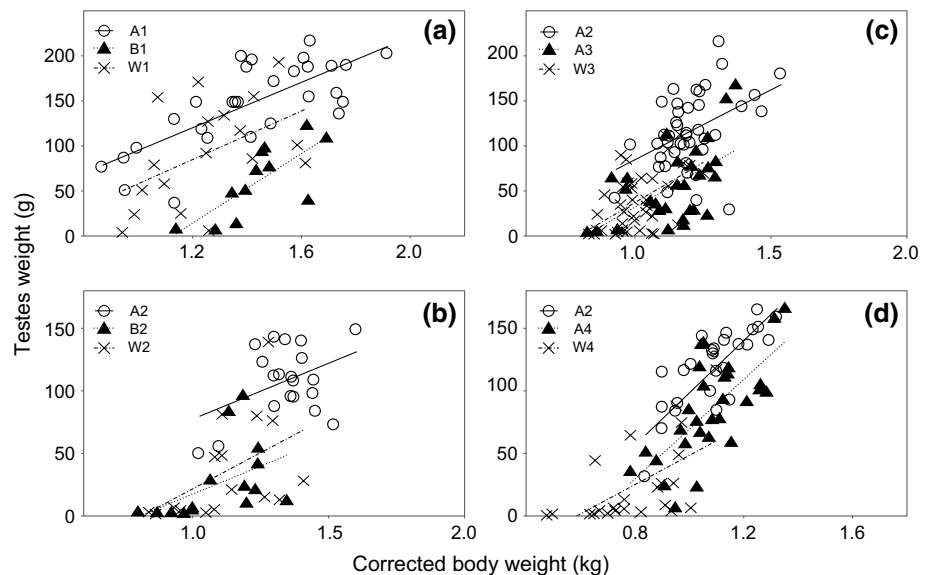 (a)
A1
B1
W1
200
150
100
50
0
1.2 1.6 2.0
(c)
A2
A3
W3
200
150
100
50
0
1.0 1.5 2.0
Testes weight (g)
(b)
A2
B2
W2
150
100
50
0
1.0 1.5 2.0
(d)
A2
A4
W4
150
100
50
0
0.8 1.2 1.6
Corrected body weight (kg)